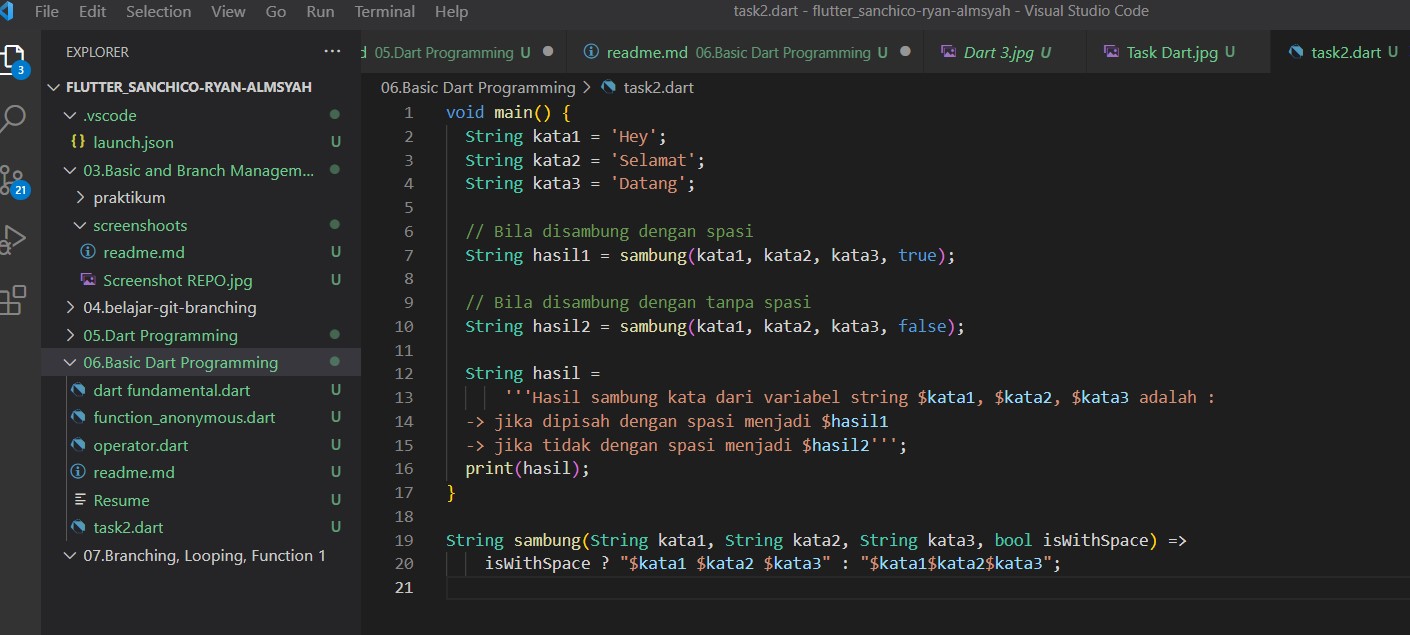 File Edit Selection View Go Run Terminal Help task2.dart - flutter_sanchico-ryan-almsyah - Visual Studio Code
EXPLORER ...
05.Dart Programming U
readme.md 06.Basic Dart Programming U
Dart 3.jpg U
Task Dart.jpg U
task2.dart U
3
21
FLUTTER_SANCHICO-RYAN-ALMSYAH
.vscode
{} launch.json U
03.Basic and Branch Managem...
praktikum
screenshoots
readme.md U
Screenshot REPO.jpg U
04.belajar-git-branching
05.Dart Programming
06.Basic Dart Programming
dart fundamental.dart U
function_anonymous.dart U
operator.dart U
readme.md U
Resume U
task2.dart U
07.Branching, Looping, Function 1
06.Basic Dart Programming > task2.dart
1 void main() {
2 String kata1 = 'Hey';
3 String kata2 = 'Selamat';
4 String kata3 = 'Datang';
5
6 // Bila disambung dengan spasi
7 String hasil1 = sambung(kata1, kata2, kata3, true);
8
9 // Bila disambung dengan tanpa spasi
10 String hasil2 = sambung(kata1, kata2, kata3, false);
11
12 String hasil =
13 '''Hasil sambung kata dari variabel string $kata1, $kata2, $kata3 adalah :
14 -> jika dipisah dengan spasi menjadi $hasil1
15 -> jika tidak dengan spasi menjadi $hasil2''';
16 print(hasil);
17 }
18
19 String sambung(String kata1, String kata2, String kata3, bool isWithSpace) =>
20 isWithSpace ? "$kata1 $kata2 $kata3" : "$kata1$kata2$kata3";
21